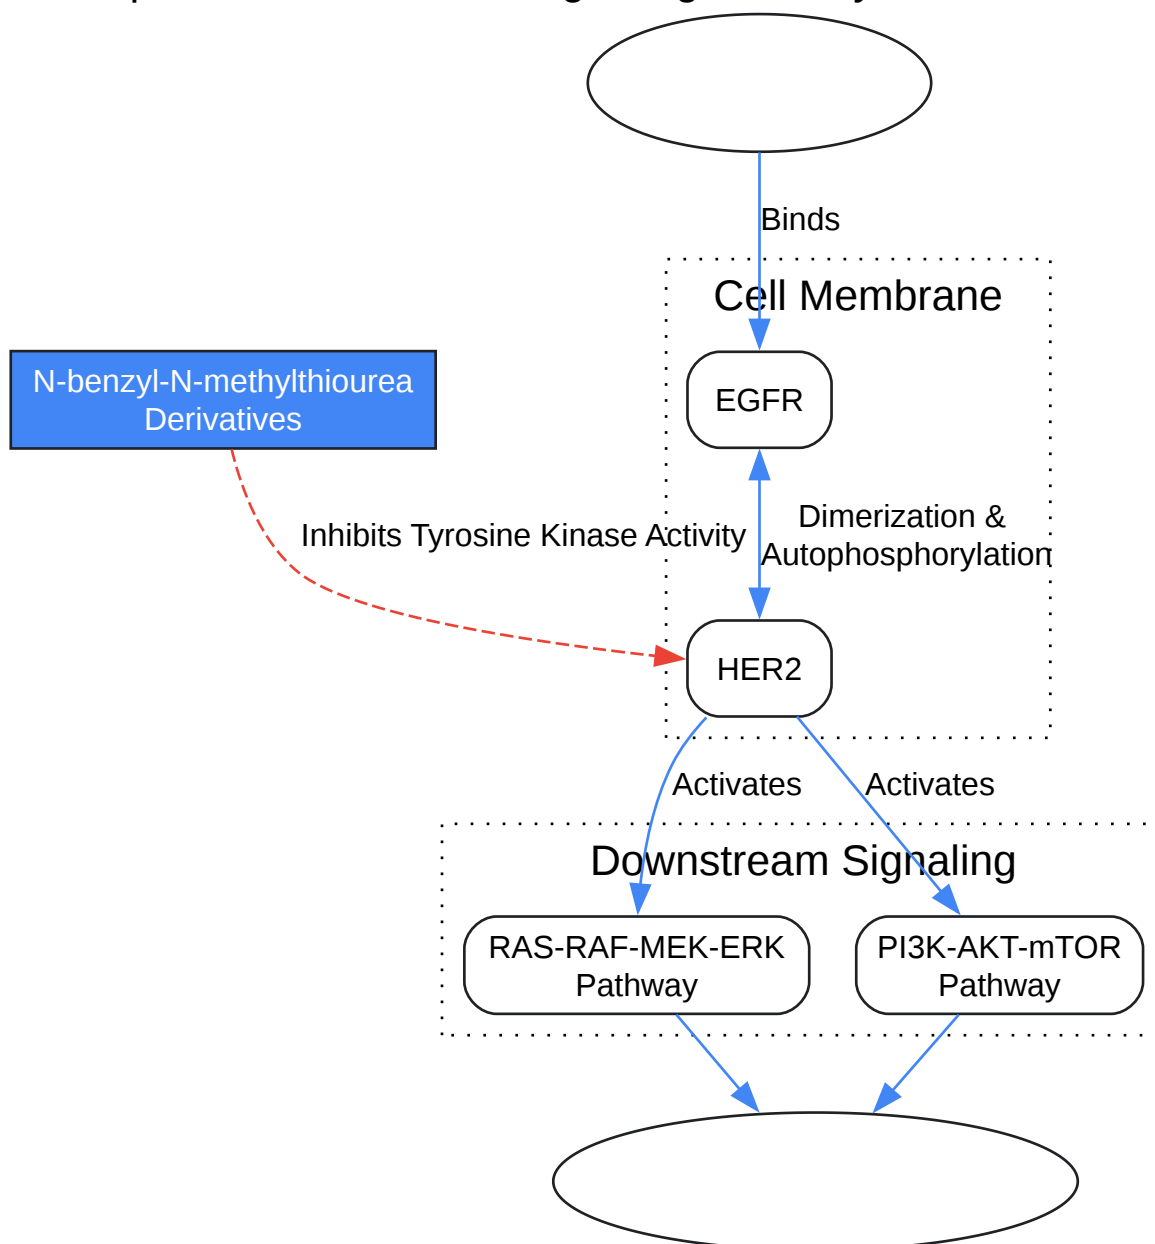 Binds
Cell Membrane
N-benzyl-N-methylthiourea
Derivatives
EGFR
Inhibits Tyrosine Kinase Activity
Dimerization &
Autophosphorylation
HER2
Activates
Activates
Downstream Signaling
RAS-RAF-MEK-ERK
Pathway
PI3K-AKT-mTOR
Pathway